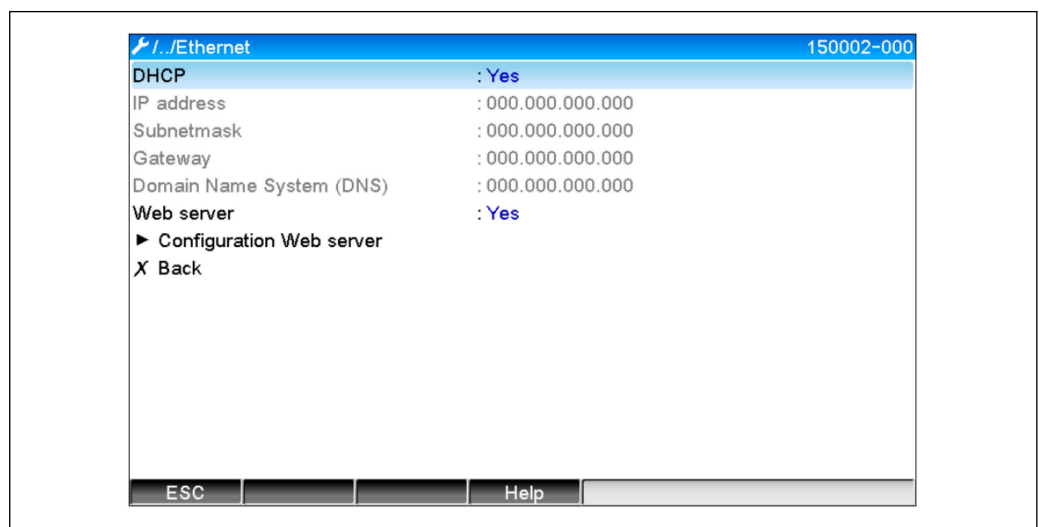 /../Ethernet 150002-000
DHCP : Yes
IP address : 000.000.000.000
Subnetmask : 000.000.000.000
Gateway : 000.000.000.000
Domain Name System (DNS) : 000.000.000.000
Web server : Yes
► Configuration Web server
X Back
ESC Help